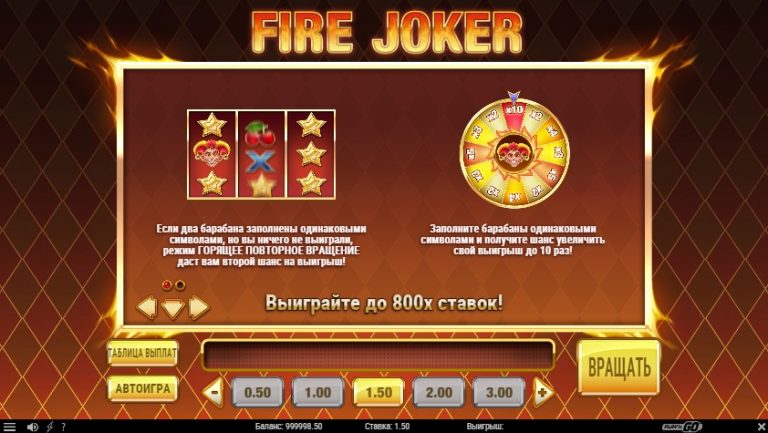 FIRE JOKER
x10
Если два барабана заполнены одинаковыми
символами, но вы ничего не выиграли,
режим ГОРЯЩЕЕ ПОВТОРНОЕ ВРАЩЕНИЕ
даст вам второй шанс на выигрыш!
Заполните барабаны одинаковыми
символами и получите шанс увеличить
свой выигрыш до 10 раз!
Выиграйте до 800x ставок!
ТАБЛИЦА ВЫПЛАТ
АВТОИГРА
- 0.50 1.00 1.50 2.00 3.00 +
ВРАЩАТЬ
? Баланс: 999998.50 Ставка: 1.50 Выигрыш: PLAY'N GO